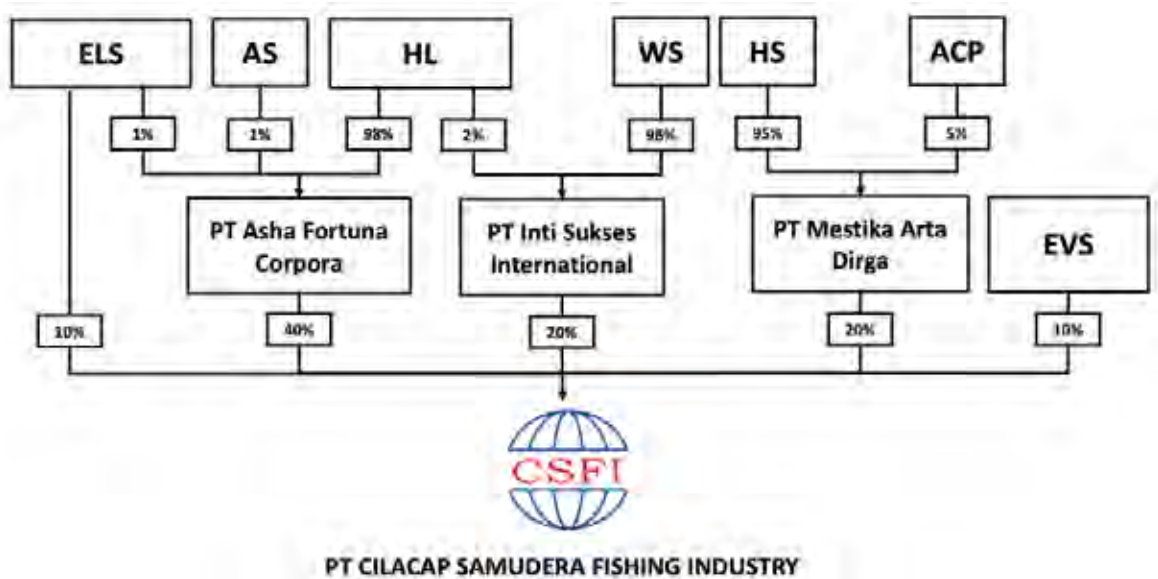 ELS AS HL WS HS ACP
1% 1% 98% 2% 98% 95% 5%
PT Asha Fortuna
Corpora
PT Inti Sukses
International
PT Mestika Arta
Dirga
EVS
10% 40% 20% 20% 10%
CSFI
PT CILACAP SAMUDERA FISHING INDUSTRY